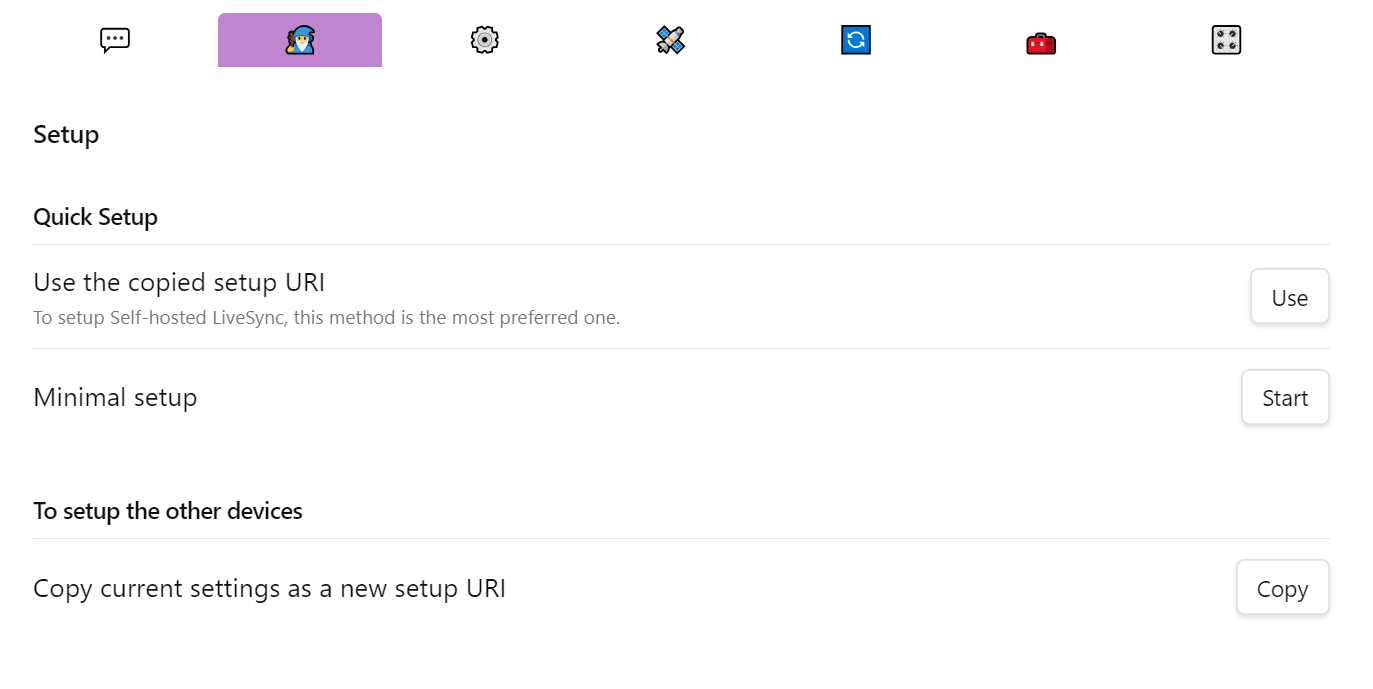 Setup
Quick Setup
Use the copied setup URI
To setup Self-hosted LiveSync, this method is the most preferred one.
Use
Minimal setup
Start
To setup the other devices
Copy current settings as a new setup URI
Copy